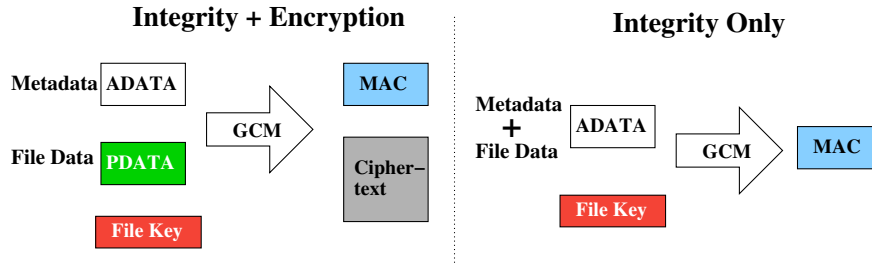 Integrity + Encryption
Metadata ADATA
MAC
GCM
File Data PDATA
Cipher-
text
File Key
Integrity Only
Metadata
+
File Data
ADATA
GCM
MAC
File Key